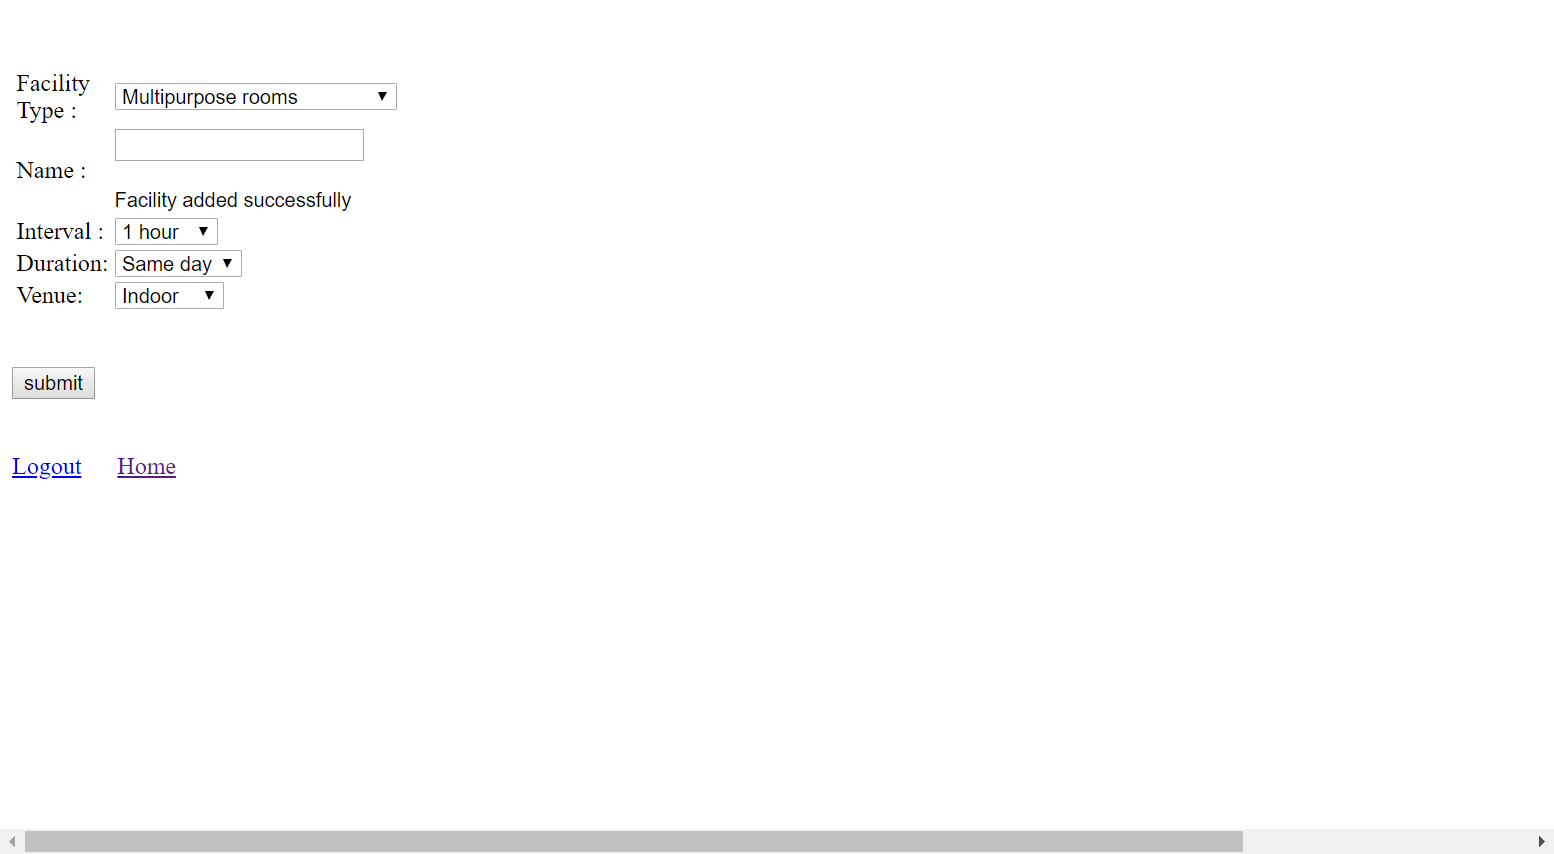 Facility
Type :
Multipurpose rooms
Name :
Facility added successfully
Interval : 1 hour
Duration: Same day
Venue: Indoor
submit
Logout Home